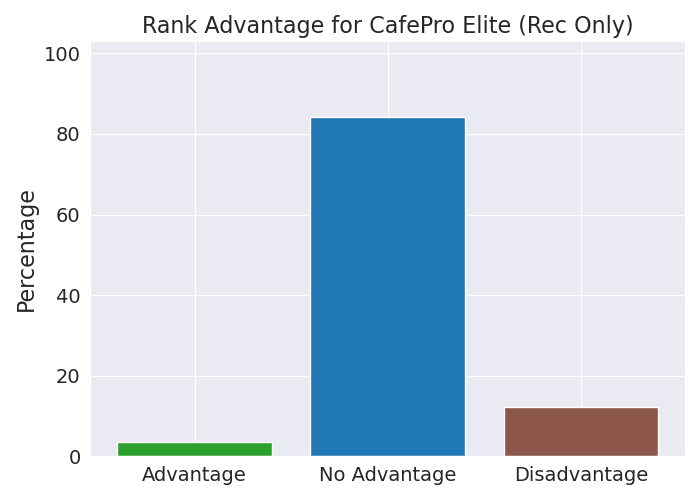 Rank Advantage for CafePro Elite (Rec Only)
100
80
60
40
20
0
Percentage
Advantage
No Advantage
Disadvantage